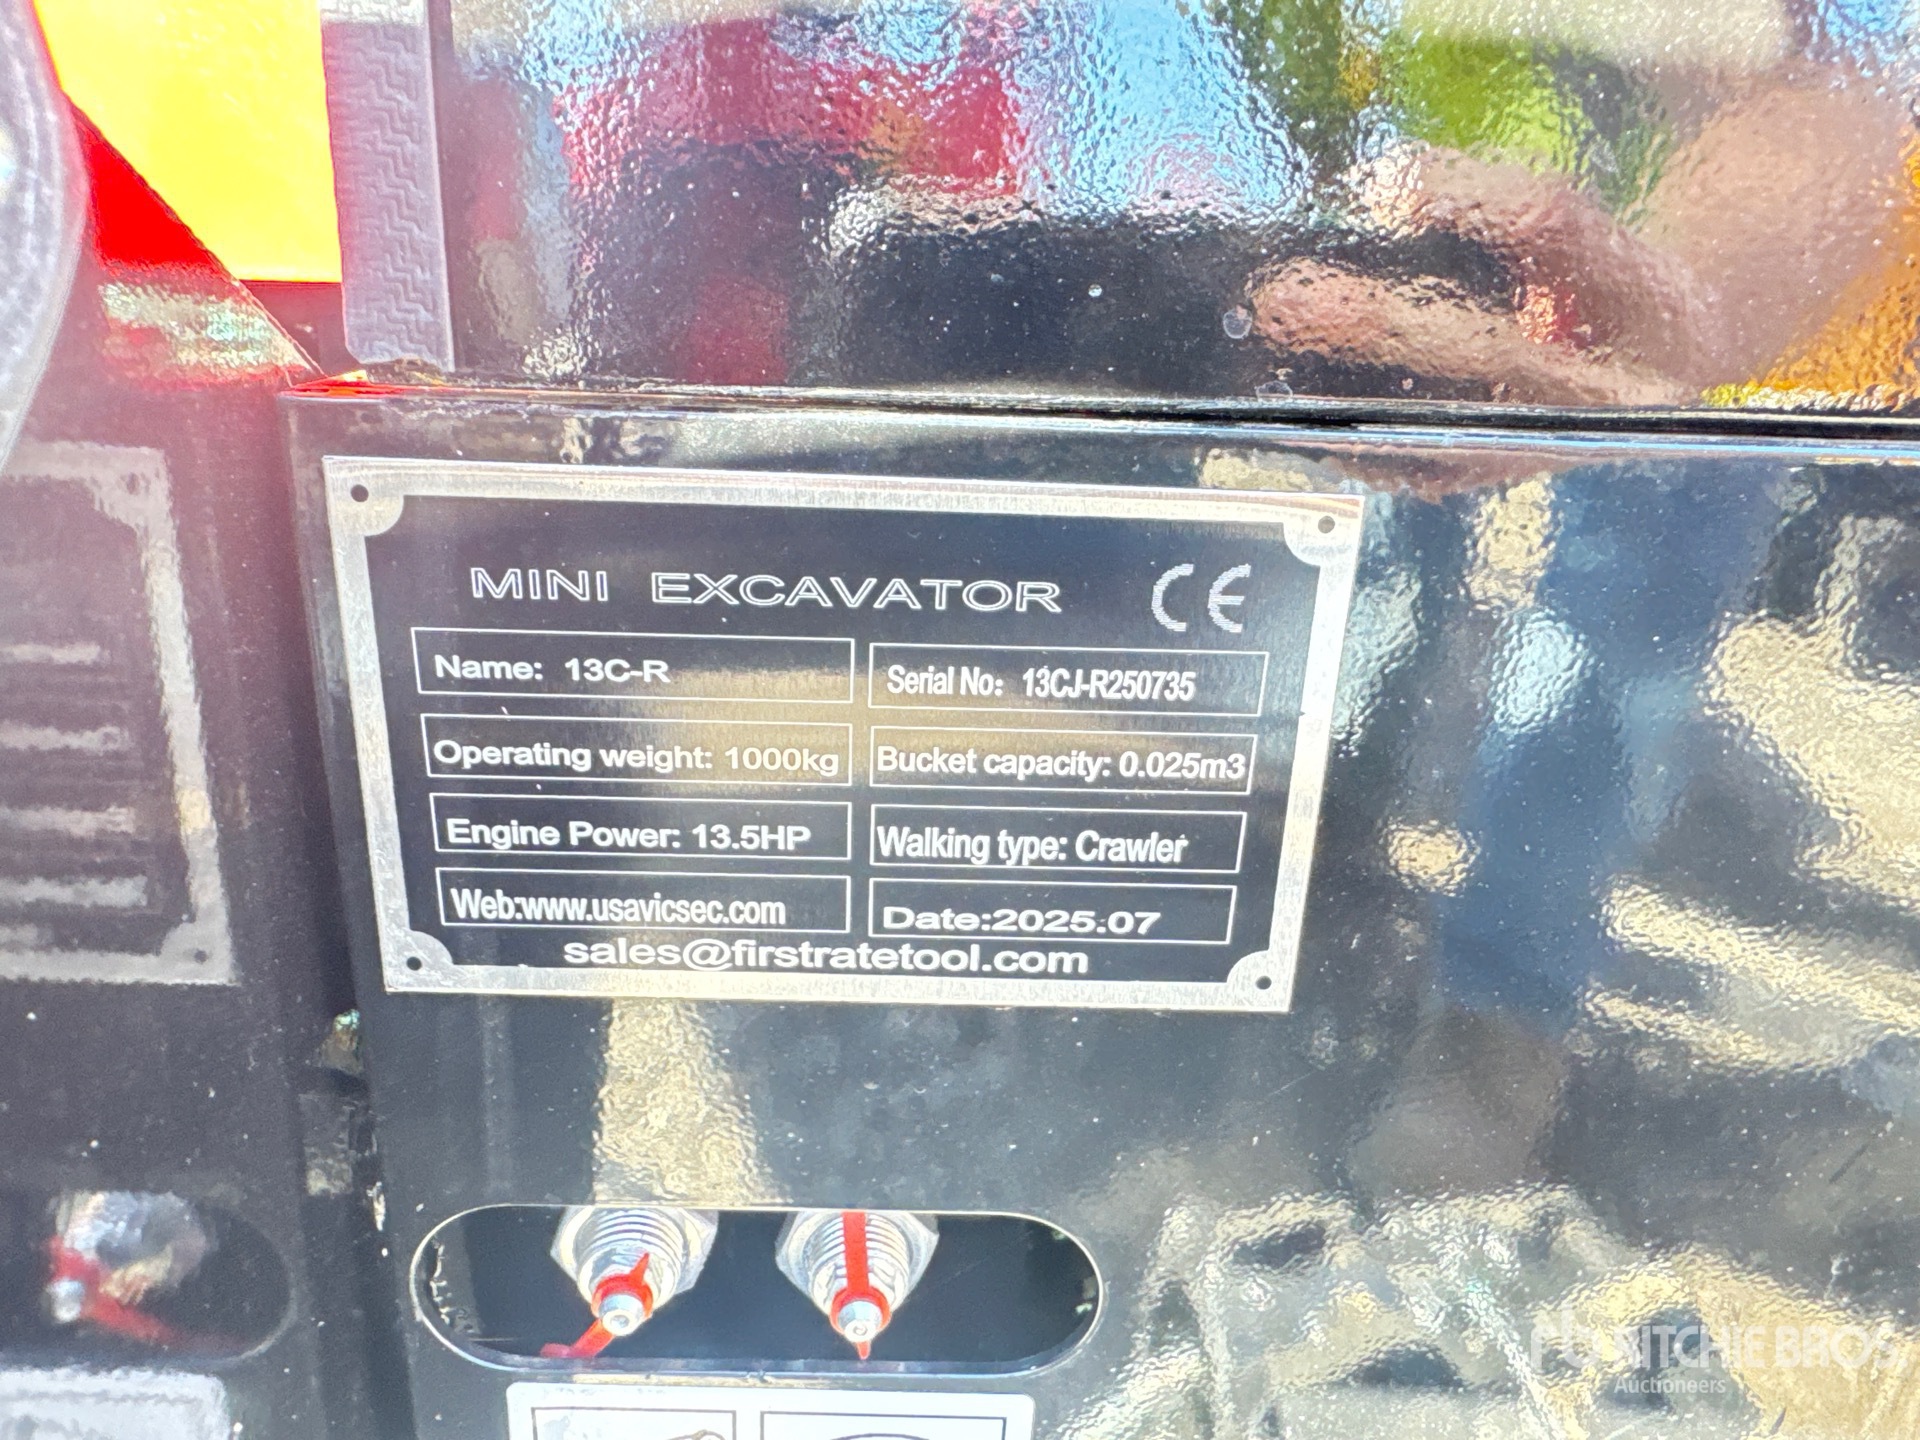 MINI EXCAVATOR CE
Name: 13C-R
Serial No: 13CJ-R250735
Operating weight: 1000kg
Bucket capacity: 0.025m3
Engine Power: 13.5HP
Walking type: Crawler
Web:www.usavicsec.com
Date:2025.07
sales@firstratetool.com
rb RITCHIE BROS
Auctioneers